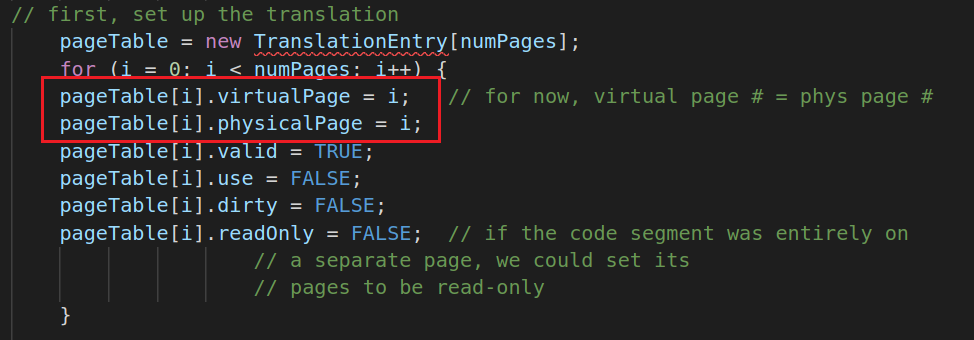 // first, set up the translation
pageTable = new TranslationEntry[numPages];
for (i = 0; i < numPages; i++) {
pageTable[i].virtualPage = i; // for now, virtual page # = phys page #
pageTable[i].physicalPage = i;
pageTable[i].valid = TRUE;
pageTable[i].use = FALSE;
pageTable[i].dirty = FALSE;
pageTable[i].readOnly = FALSE; // if the code segment was entirely on
// a separate page, we could set its
// pages to be read-only
}